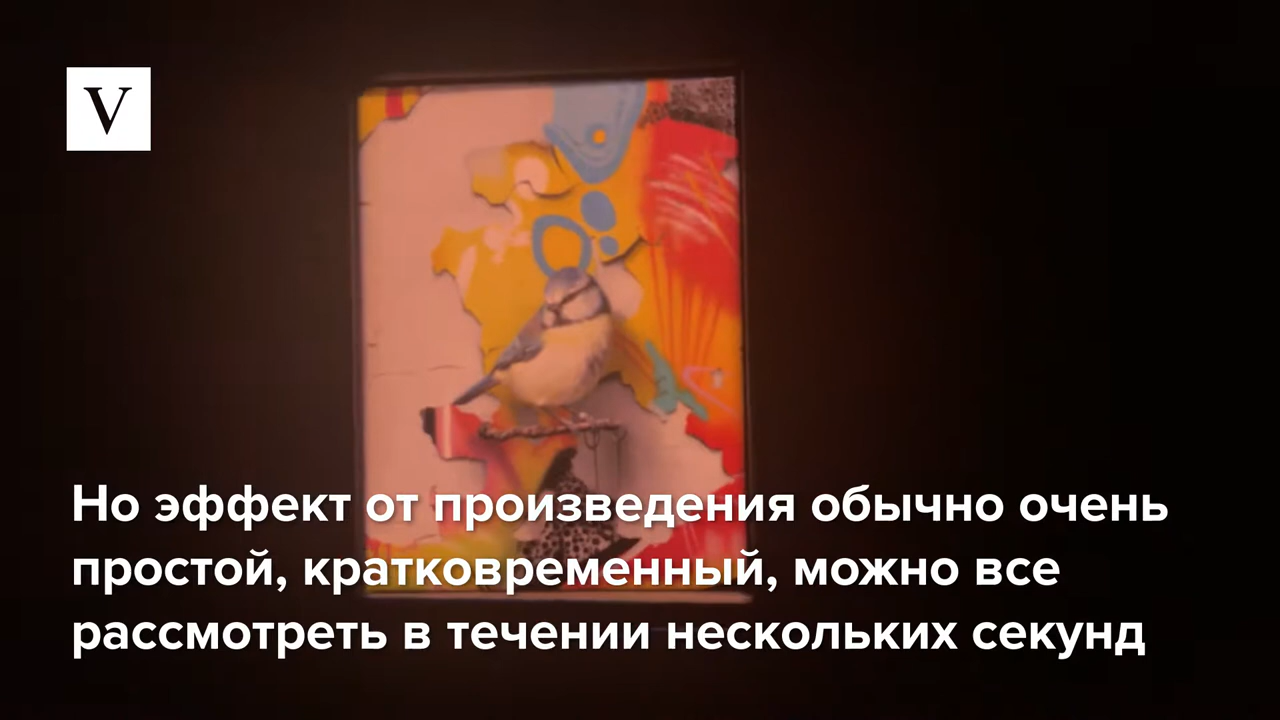 V
Но эффект от произведения обычно очень
простой, кратковременный, можно все
рассмотреть в течении нескольких секунд